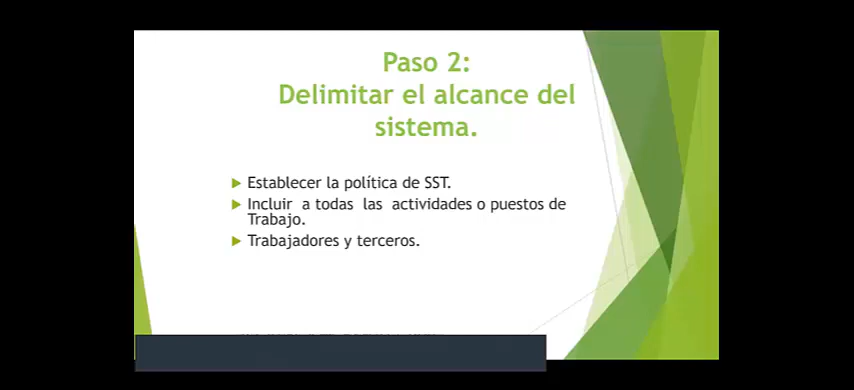 Paso 2:
Delimitar el alcance del
sistema.
Establecer la política de SST.
Incluir a todas las actividades o puestos de
Trabajo.
Trabajadores y terceros.